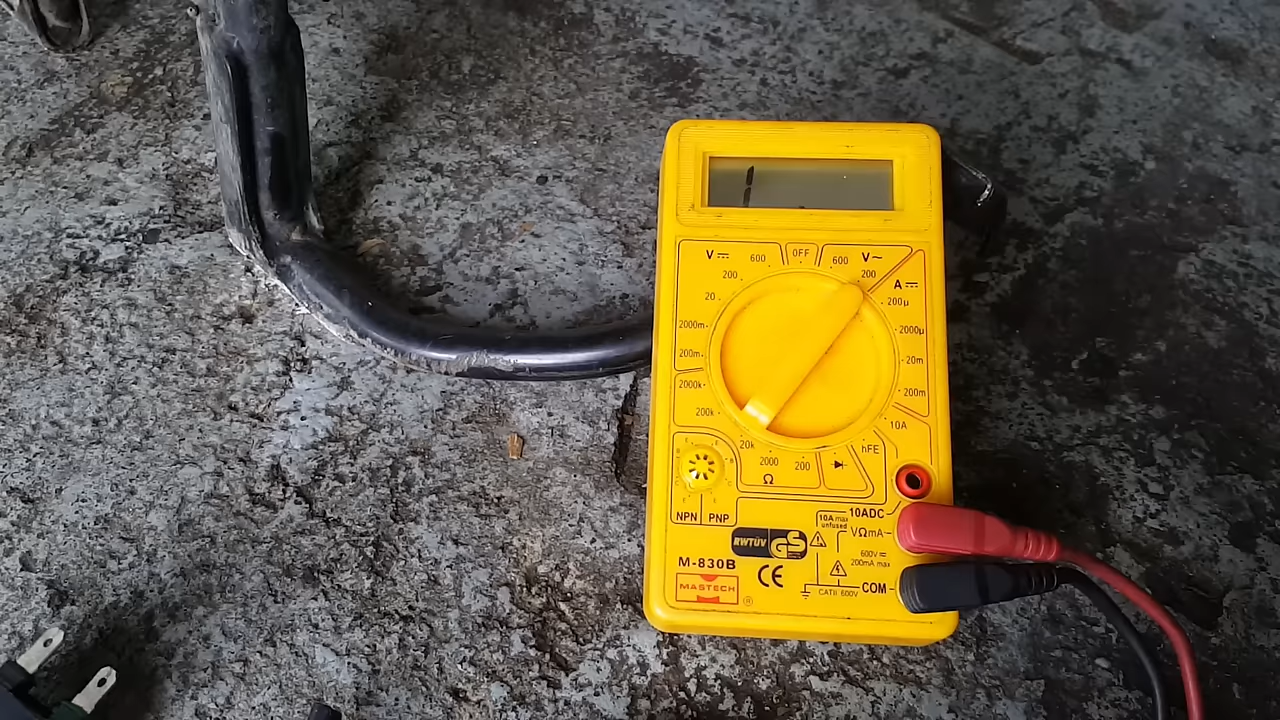 1
V⎓ 600 OFF 600 V~
200 200
A⎓
20 200µ
2000m 2000µ
200m 20m
2000k 200m
200k 10A
20k hFE
2000 200
Ω
NPN PNP
10A max
unfused
10ADC
VΩmA
RWTÜV GS
600V⎓
200mA max
M-830B
CE
MASTECH ®
CATII 600V
COM